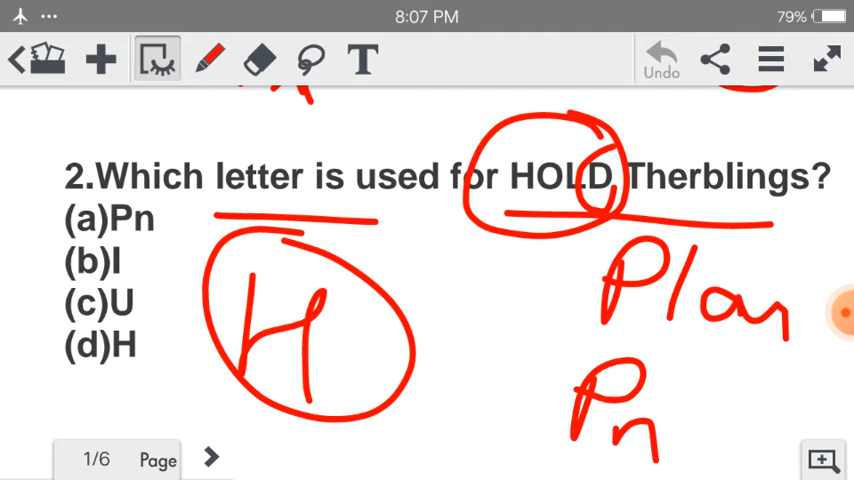 8:07 PM
79%
T
Undo
2.Which letter is used for HOLD Therblings?
(a)Pn
(b)I
(c)U
(d)H
H
Plan
Pn
1/6 Page